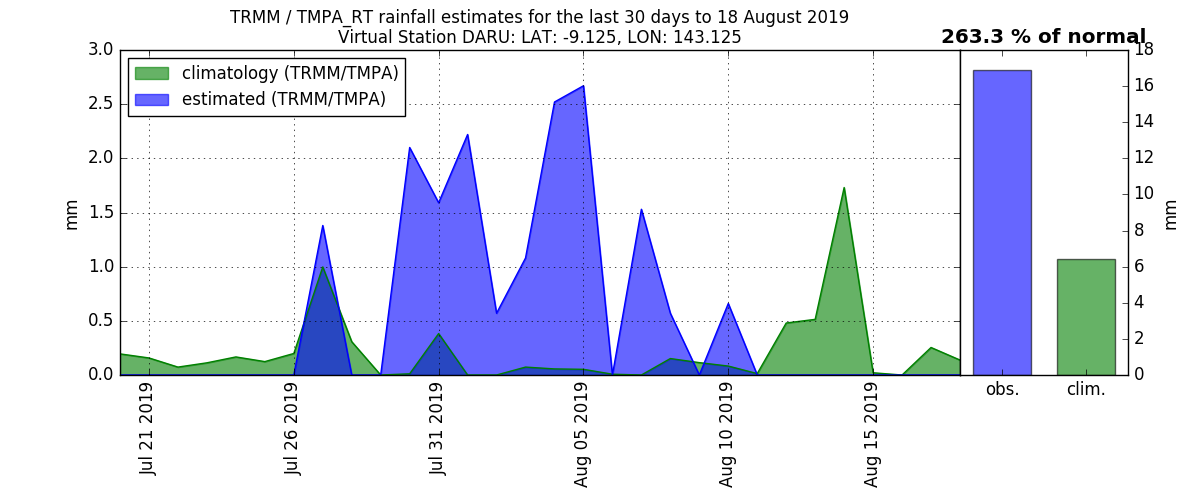 TRMM / TMPA_RT rainfall estimates for the last 30 days to 18 August 2019
Virtual Station DARU: LAT: -9.125, LON: 143.125
263.3 % of normal
climatology (TRMM/TMPA)
estimated (TRMM/TMPA)
3.0
2.5
2.0
1.5
1.0
0.5
0.0
mm
Jul 21 2019
Jul 26 2019
Jul 31 2019
Aug 05 2019
Aug 10 2019
Aug 15 2019
18
16
14
12
10
8
6
4
2
0
mm
obs.
clim.